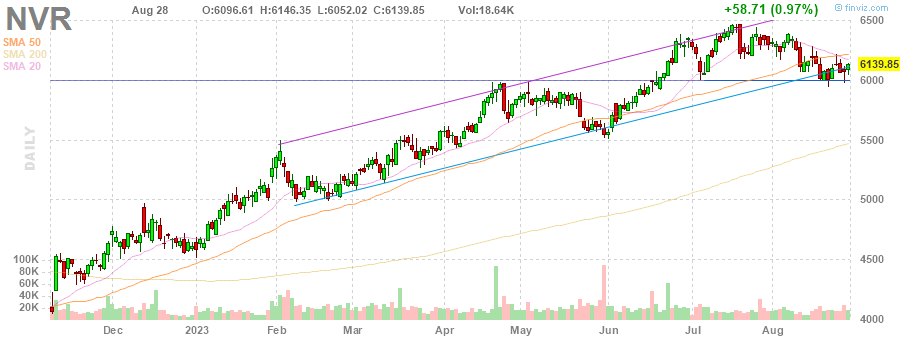 NVR
Aug 28
O:6096.61 H:6146.35 L:6052.02 C:6139.85
Vol:18.64K
+58.71 (0.97%)
finviz.com
SMA 50
SMA 200
SMA 20
DAILY
6500
6139.85
6000
5500
5000
4500
4000
100K
80K
60K
40K
20K
Dec
2023
Feb
Mar
Apr
May
Jun
Jul
Aug